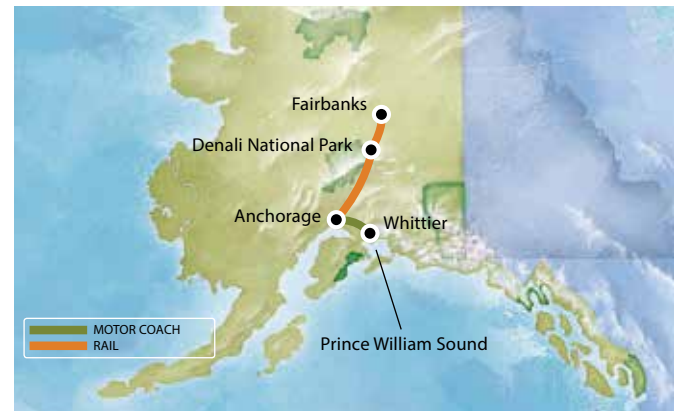 Fairbanks
Denali National Park
Anchorage
Whittier
MOTOR COACH
RAIL
Prince William Sound